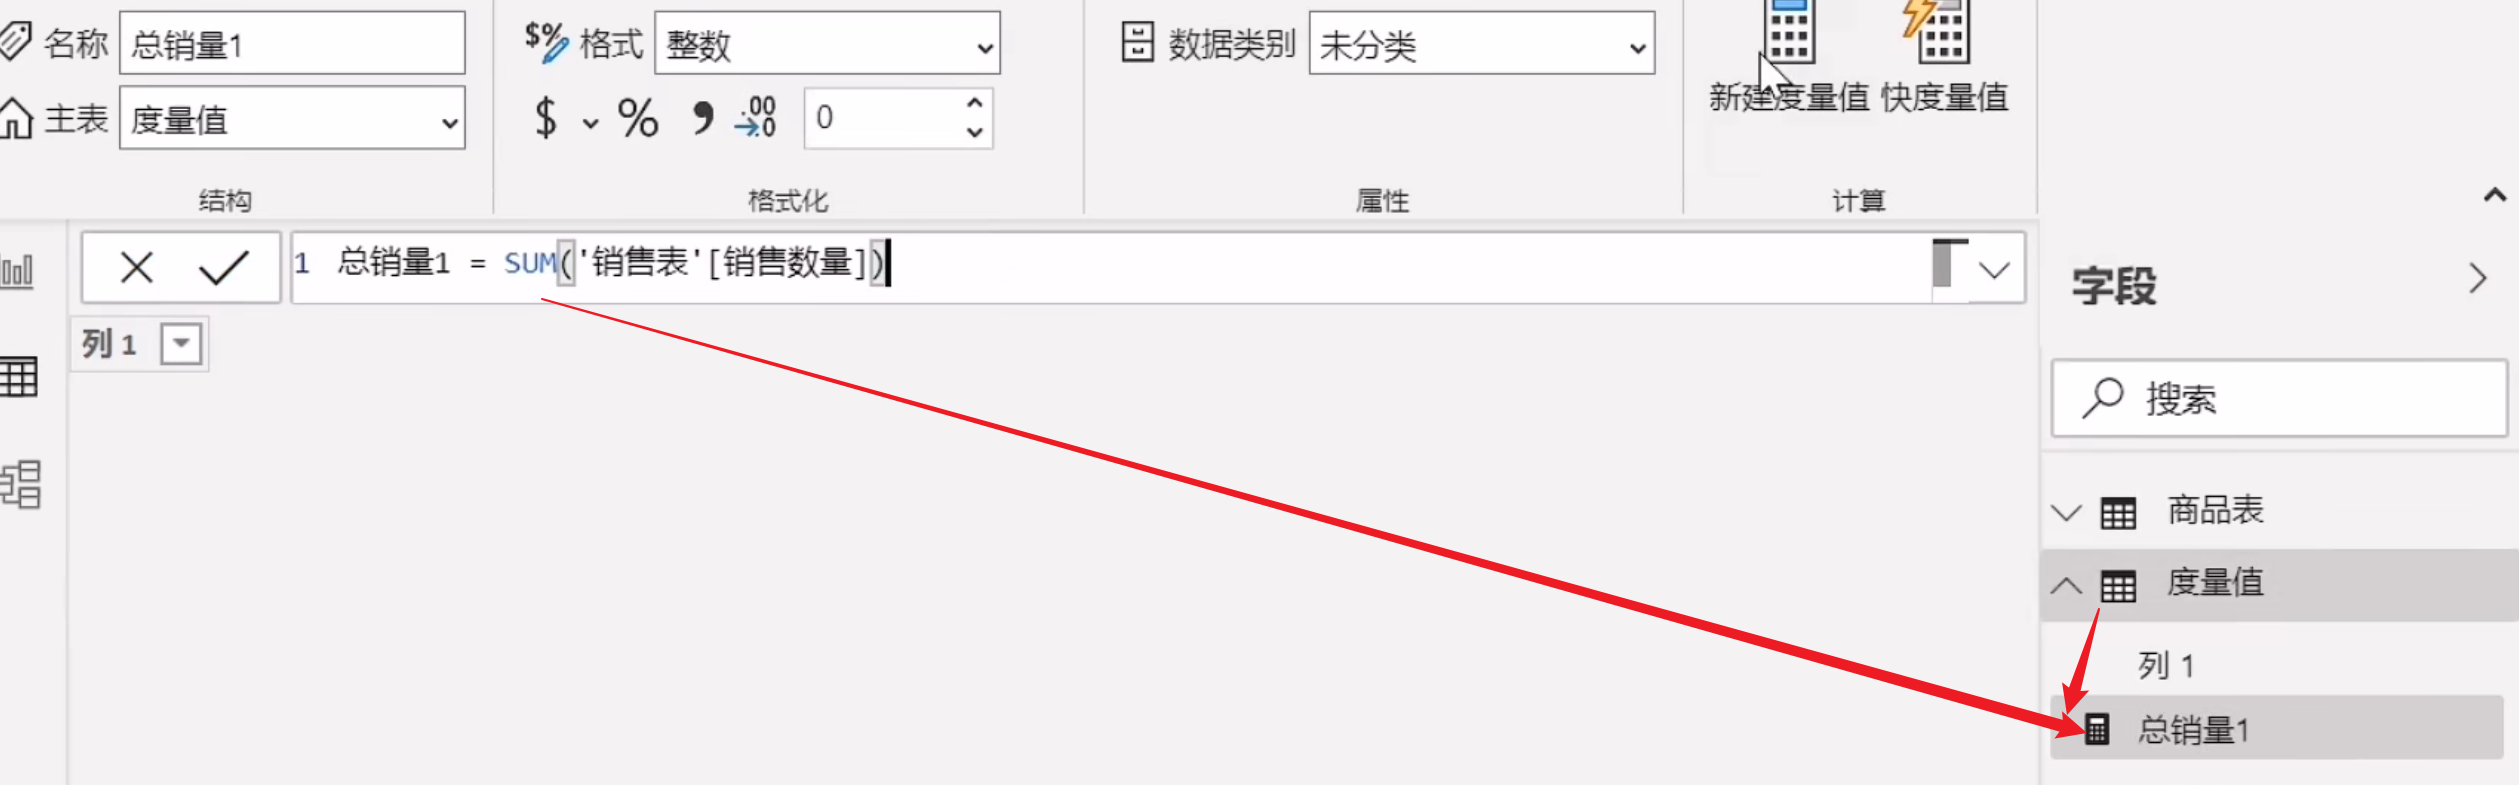 名称 总销量1
$% 格式 整数
数据类别 未分类
主表 度量值
$ % , .00 .0 0
新建度量值 快度量值
结构
格式化
属性
计算
1 总销量1 = SUM('销售表'[销售数量])
列 1
字段
搜索
商品表
度量值
列 1
总销量1